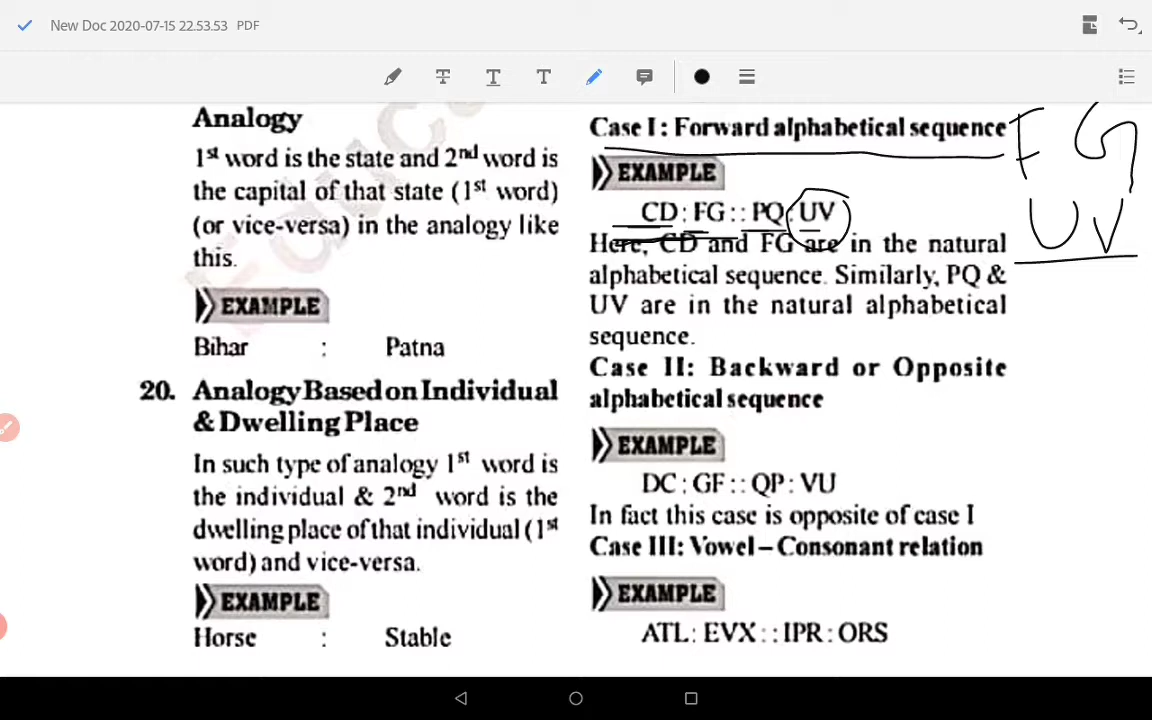 New Doc 2020-07-15 22.53.53 PDF
Analogy
1st word is the state and 2nd word is
the capital of that state (1st word)
(or vice-versa) in the analogy like
this.
EXAMPLE
Bihar : Patna
20. Analogy Based on Individual
& Dwelling Place
In such type of analogy 1st word is
the individual & 2nd word is the
dwelling place of that individual (1st
word) and vice-versa.
EXAMPLE
Horse : Stable
Case I : Forward alphabetical sequence
EXAMPLE
CD : FG : : PQ : UV
Here, CD and FG are in the natural
alphabetical sequence. Similarly, PQ &
UV are in the natural alphabetical
sequence.
Case II: Backward or Opposite
alphabetical sequence
EXAMPLE
DC : GF : : QP : VU
In fact this case is opposite of case I
Case III: Vowel – Consonant relation
EXAMPLE
ATL : EVX : : IPR : ORS
FG
UV